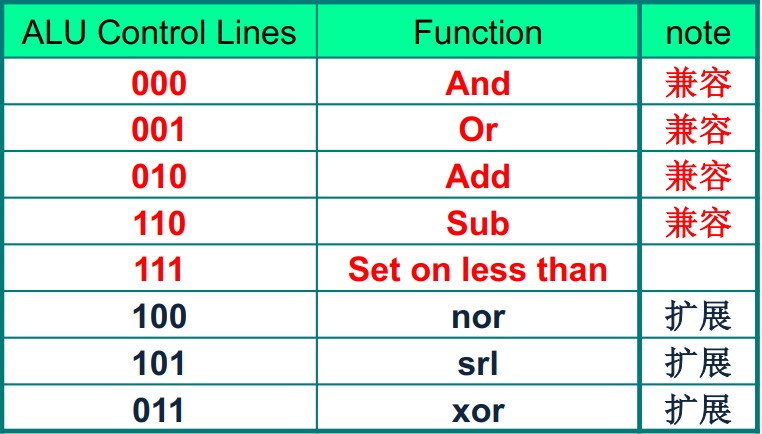 ALU Control Lines Function note
000 And 兼容
001 Or 兼容
010 Add 兼容
110 Sub 兼容
111 Set on less than
100 nor 扩展
101 srl 扩展
011 xor 扩展